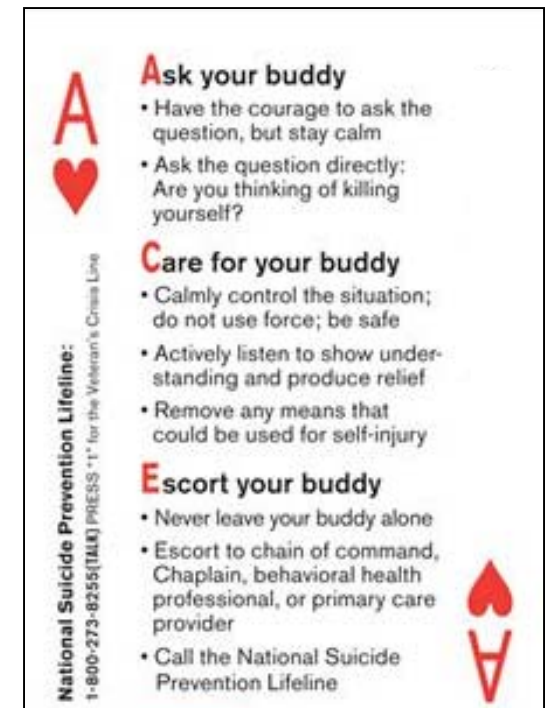 A
Ask your buddy
• Have the courage to ask the
question, but stay calm
• Ask the question directly:
Are you thinking of killing
yourself?
Care for your buddy
• Calmly control the situation;
do not use force; be safe
• Actively listen to show under-
standing and produce relief
• Remove any means that
could be used for self-injury
Escort your buddy
• Never leave your buddy alone
• Escort to chain of command,
Chaplain, behavioral health
professional, or primary care
provider
• Call the National Suicide
Prevention Lifeline
National Suicide Prevention Lifeline:
1-800-273-8255(TALK) PRESS "1" for the Veteran's Crisis Line
A